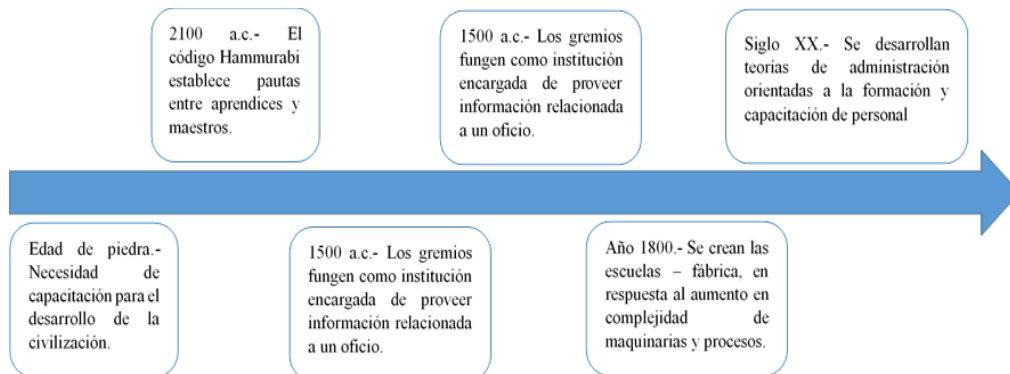 2100 a.c.- El
código Hammurabi
establece pautas
entre aprendices y
maestros.
1500 a.c.- Los gremios
fungen como institución
encargada de proveer
información relacionada
a un oficio.
Siglo XX.- Se desarrollan
teorías de administración
orientadas a la formación y
capacitación de personal
Edad de piedra.-
Necesidad de
capacitación para el
desarrollo de la
civilización.
1500 a.c.- Los gremios
fungen como institución
encargada de proveer
información relacionada
a un oficio.
Año 1800.- Se crean las
escuelas – fábrica, en
respuesta al aumento en
complejidad de
maquinarias y procesos.